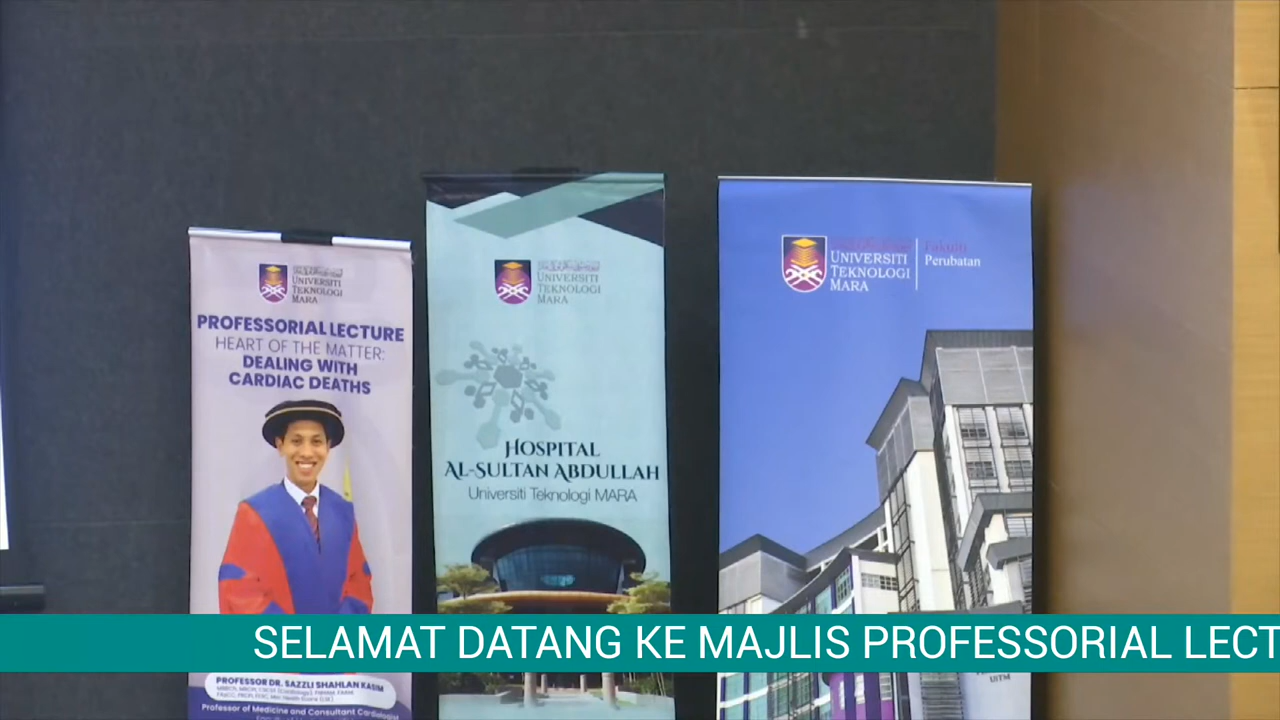 UNIVERSITI
TEKNOLOGI
MARA
PROFESSORIAL LECTURE
HEART OF THE MATTER:
DEALING WITH
CARDIAC DEATHS
PROFESSOR DR. SAZZLI SHAHLAN KASIM
Professor of Medicine and Consultant Cardiologist
UNIVERSITI
TEKNOLOGI
MARA
HOSPITAL
AL-SULTAN ABDULLAH
Universiti Teknologi MARA
UNIVERSITI
TEKNOLOGI
MARA
Fakulti
Perubatan
UiTM
SELAMAT DATANG KE MAJLIS PROFESSORIAL LECT